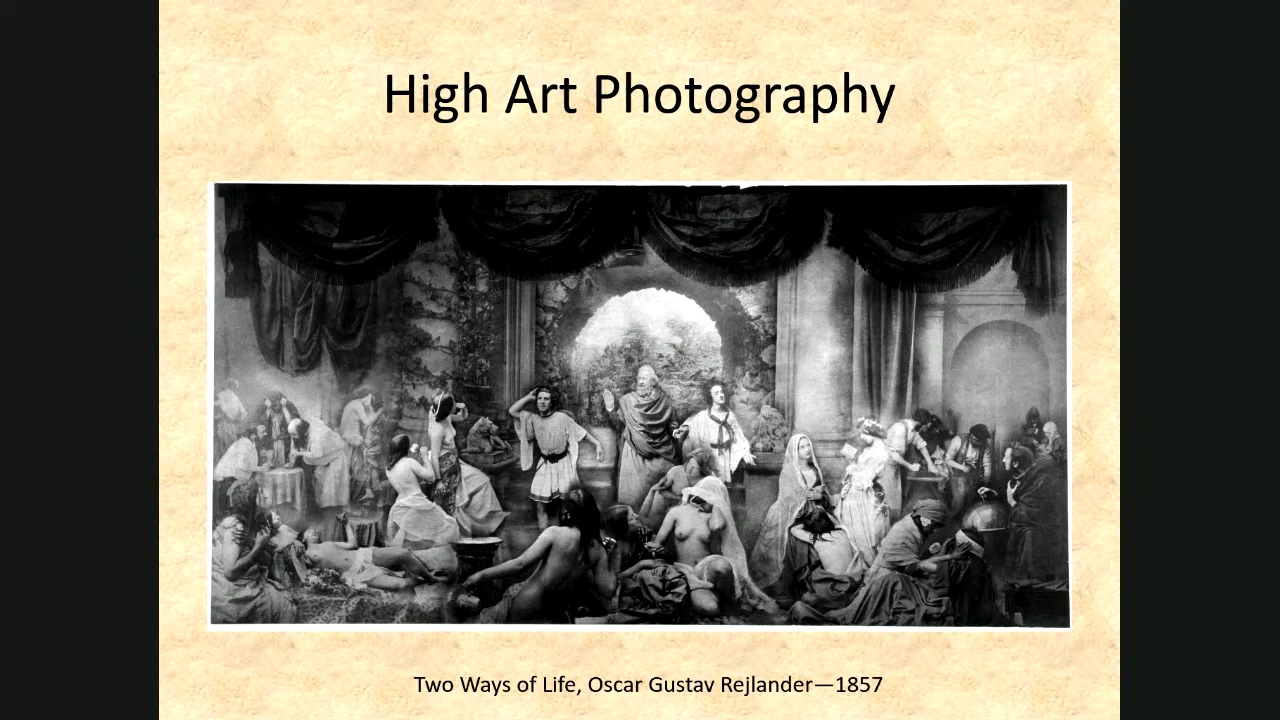 High Art Photography
Two Ways of Life, Oscar Gustav Rejlander—1857